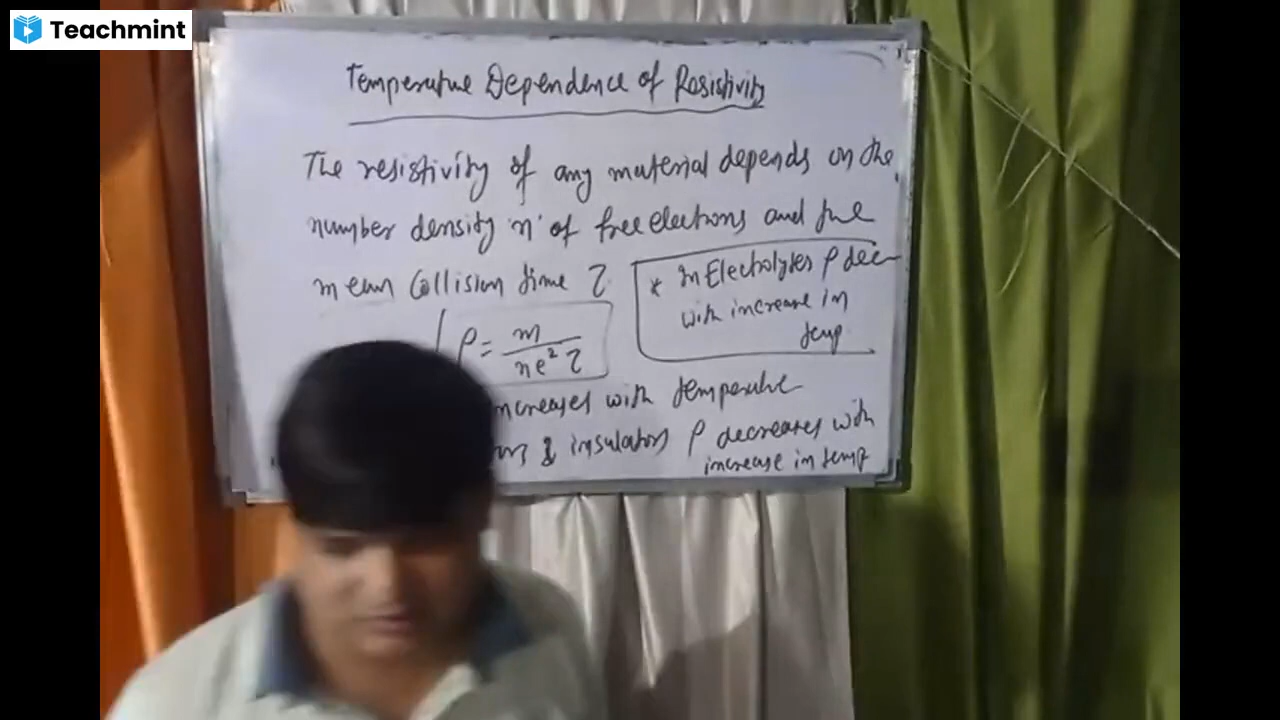 Teachmint
Temperature Dependence of Resistivity
The resistivity of any material depends on the
number density 'n' of free electrons and the
mean Collision time τ
* In Electrolytes ρ dec
with increase in
temp.
ρ = m / ne² τ
ncreases with temperature
& insulators ρ decreases with
increase in temp